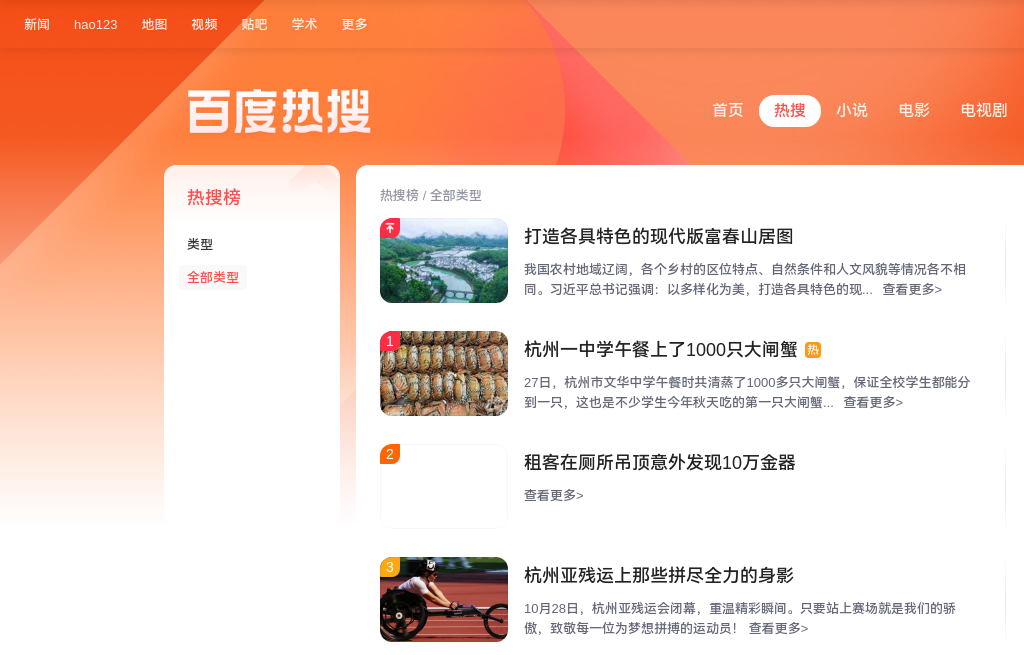 新闻 hao123 地图 视频 贴吧 学术 更多
百度热搜
首页 热搜 小说 电影 电视剧
热搜榜
类型
全部类型
热搜榜 / 全部类型
打造各具特色的现代版富春山居图
我国农村地域辽阔，各个乡村的区位特点、自然条件和人文风貌等情况各不相
同。习近平总书记强调：以多样化为美，打造各具特色的现... 查看更多>
1
杭州一中学午餐上了1000只大闸蟹 热
27日，杭州市文华中学午餐时共清蒸了1000多只大闸蟹，保证全校学生都能分
到一只，这也是不少学生今年秋天吃的第一只大闸蟹... 查看更多>
2
租客在厕所吊顶意外发现10万金器
查看更多>
3
杭州亚残运上那些拼尽全力的身影
10月28日，杭州亚残运会闭幕，重温精彩瞬间。只要站上赛场就是我们的骄
傲，致敬每一位为梦想拼搏的运动员！ 查看更多>